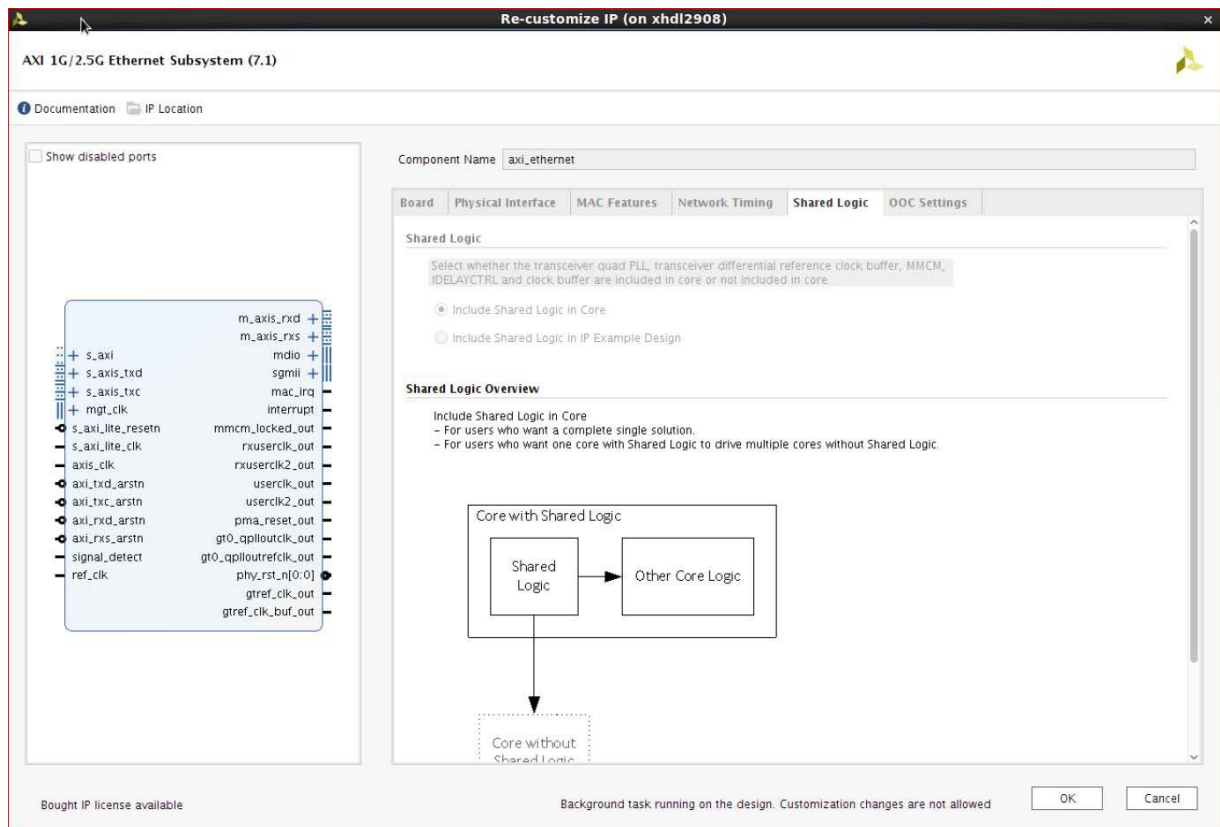 Re-customize IP (on xhdl2908)
AXI 1G/2.5G Ethernet Subsystem (7.1)
Documentation IP Location
Show disabled ports
m_axis_rxd
m_axis_rxs
s_axi mdio
s_axis_txd sgmii
s_axis_txc mac_irq
mgt_clk interrupt
s_axi_lite_resetn mmcm_locked_out
s_axi_lite_clk rxuserclk_out
axis_clk rxuserclk2_out
axi_txd_arstn userclk_out
axi_txc_arstn userclk2_out
axi_rxd_arstn pma_reset_out
axi_rxs_arstn gt0_qplloutclk_out
signal_detect gt0_qplloutrefclk_out
ref_clk phy_rst_n[0:0]
gtref_clk_out
gtref_clk_buf_out
Component Name axi_ethernet
Board Physical Interface MAC Features Network Timing Shared Logic OOC Settings
Shared Logic
Select whether the transceiver quad PLL, transceiver differential reference clock buffer, MMCM,
IDELAYCTRL and clock buffer are included in core or not included in core.
Include Shared Logic in Core
Include Shared Logic in IP Example Design
Shared Logic Overview
Include Shared Logic in Core
- For users who want a complete single solution.
- For users who want one core with Shared Logic to drive multiple cores without Shared Logic.
Core with Shared Logic
Shared
Logic
Other Core Logic
Core without
Shared Logic
Bought IP license available
Background task running on the design. Customization changes are not allowed
OK
Cancel